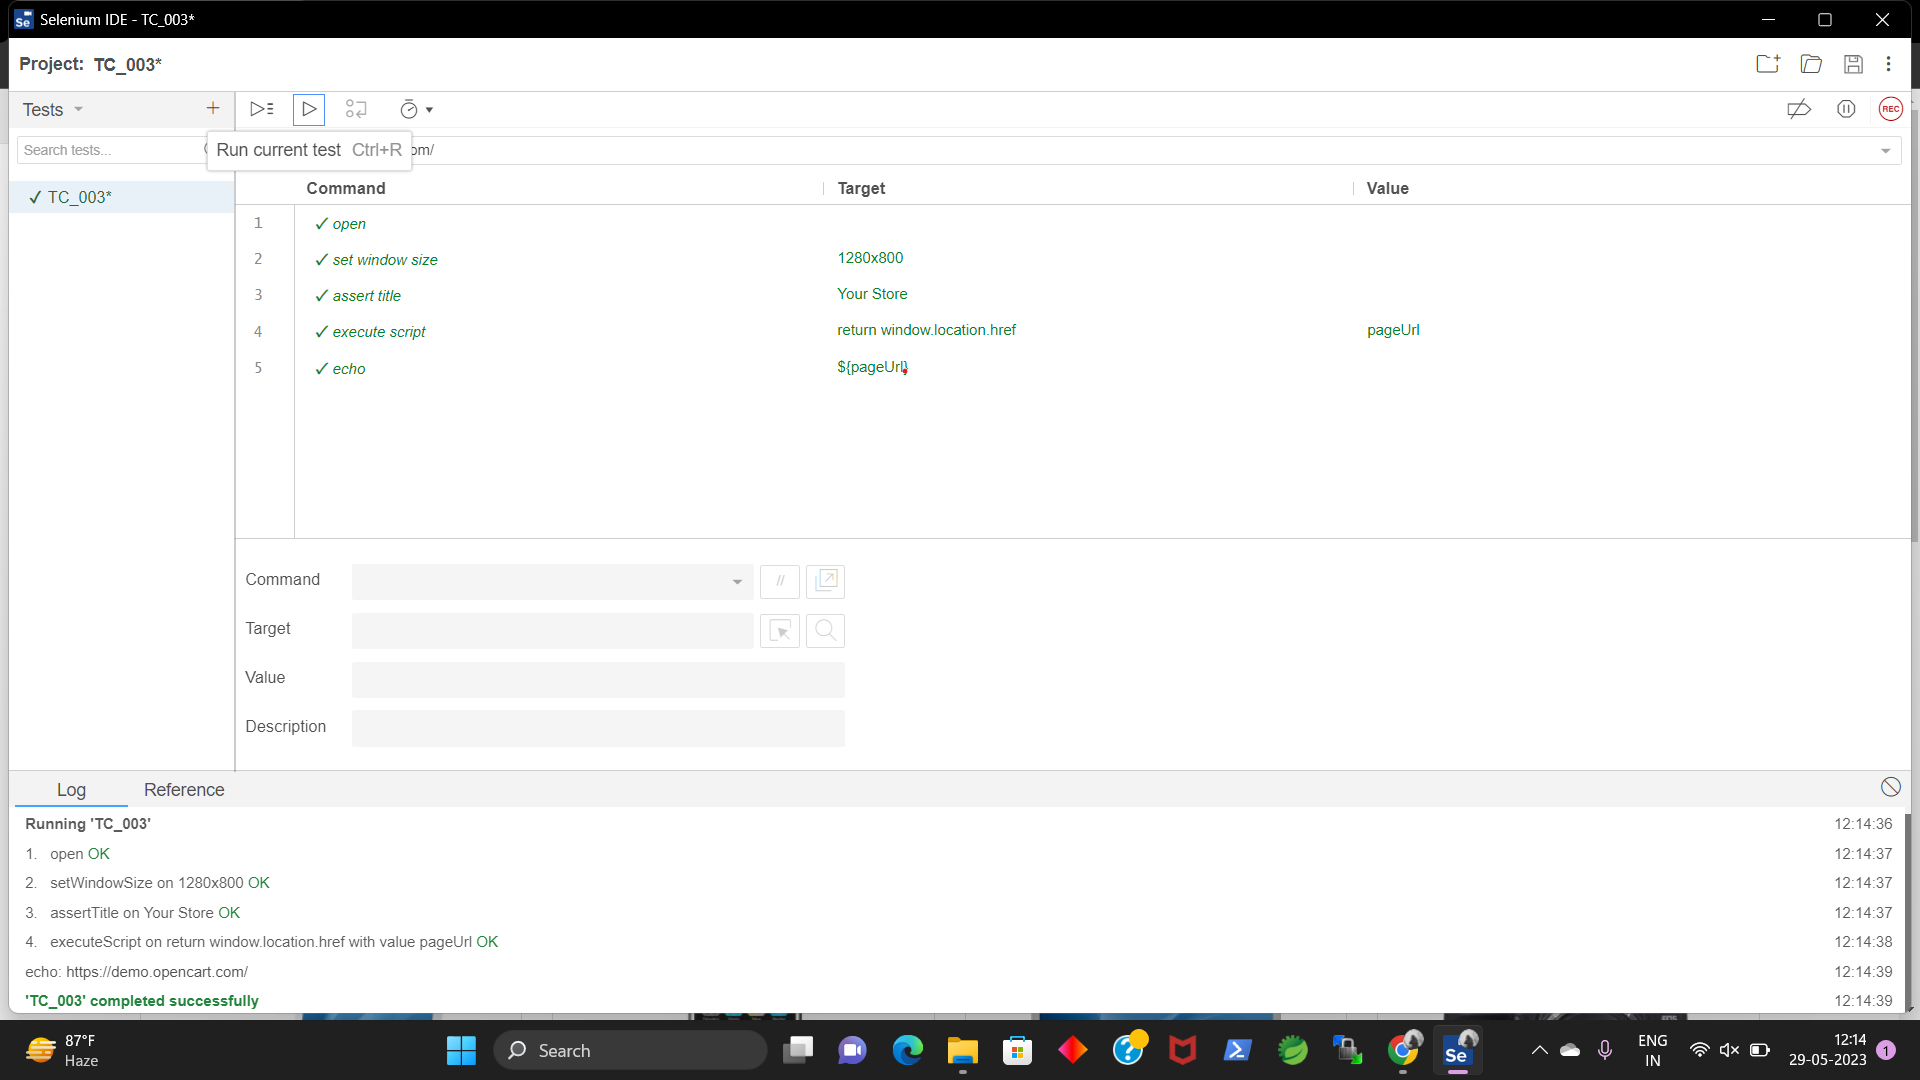 Selenium IDE - TC_003*
Project: TC_003*
Tests
Search tests...
Run current test Ctrl+R
om/
REC
✓ TC_003*
Command Target Value
1 ✓ open
2 ✓ set window size 1280x800
3 ✓ assert title Your Store
4 ✓ execute script return window.location.href pageUrl
5 ✓ echo ${pageUrl}
Command //
Target
Value
Description
Log Reference
Running 'TC_003' 12:14:36
1. open OK 12:14:37
2. setWindowSize on 1280x800 OK 12:14:37
3. assertTitle on Your Store OK 12:14:37
4. executeScript on return window.location.href with value pageUrl OK 12:14:38
echo: https://demo.opencart.com/ 12:14:39
'TC_003' completed successfully 12:14:39
87°F
Haze
Search
Se
ENG
IN
12:14
29-05-2023
1